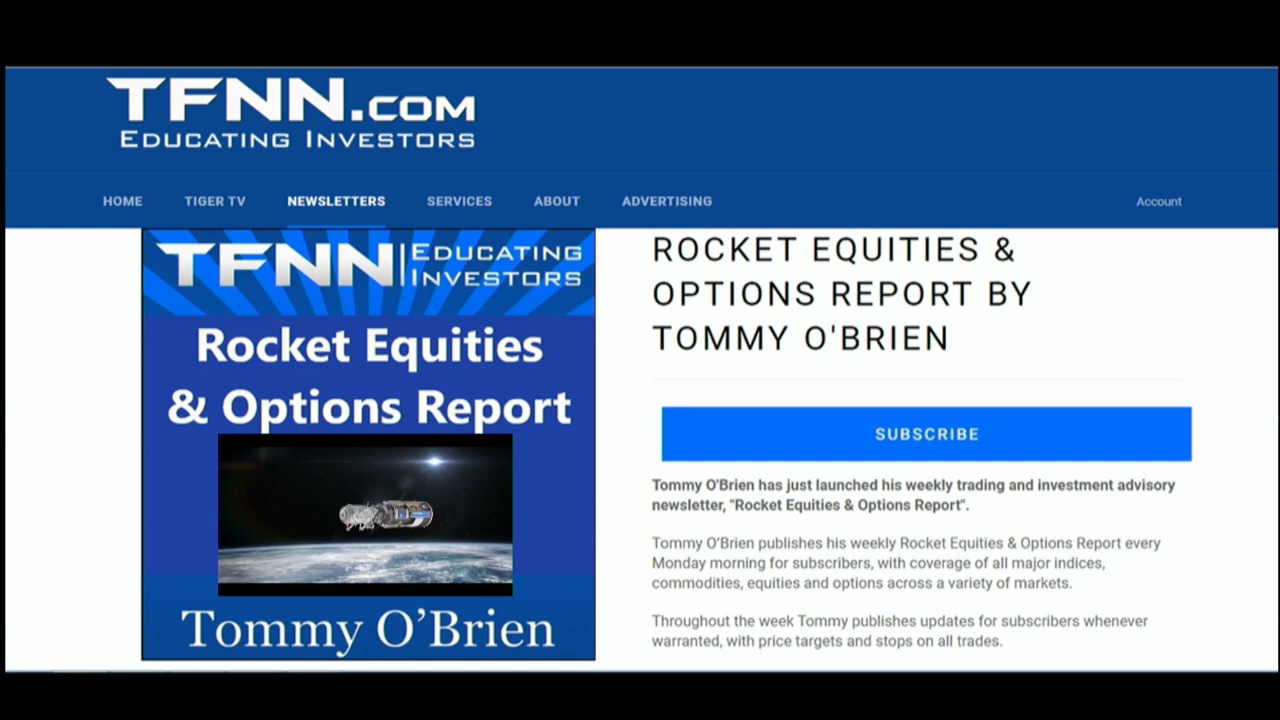 TFNN.COM
EDUCATING INVESTORS
HOME TIGER TV NEWSLETTERS SERVICES ABOUT ADVERTISING Account
TFNN | EDUCATING
INVESTORS
Rocket Equities
& Options Report
Tommy O’Brien
ROCKET EQUITIES &
OPTIONS REPORT BY
TOMMY O'BRIEN
SUBSCRIBE
Tommy O'Brien has just launched his weekly trading and investment advisory
newsletter, "Rocket Equities & Options Report".
Tommy O'Brien publishes his weekly Rocket Equities & Options Report every
Monday morning for subscribers, with coverage of all major indices,
commodities, equities and options across a variety of markets.
Throughout the week Tommy publishes updates for subscribers whenever
warranted, with price targets and stops on all trades.